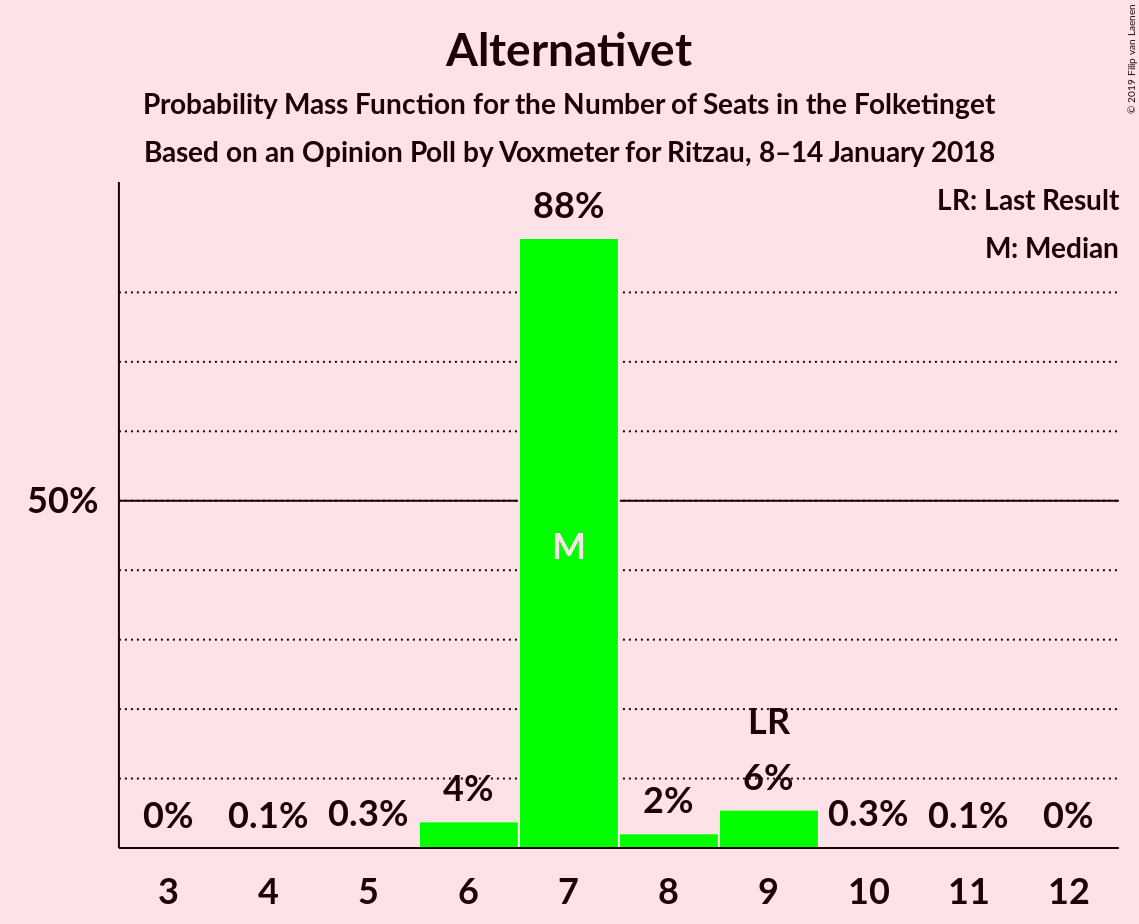 Alternativet
Probability Mass Function for the Number of Seats in the Folketinget
Based on an Opinion Poll by Voxmeter for Ritzau, 8–14 January 2018
© 2019 Filip van Laenen
LR: Last Result
M: Median
88%
50%
M
LR
0% 0.1% 0.3% 4% 2% 6% 0.3% 0.1% 0%
3 4 5 6 7 8 9 10 11 12